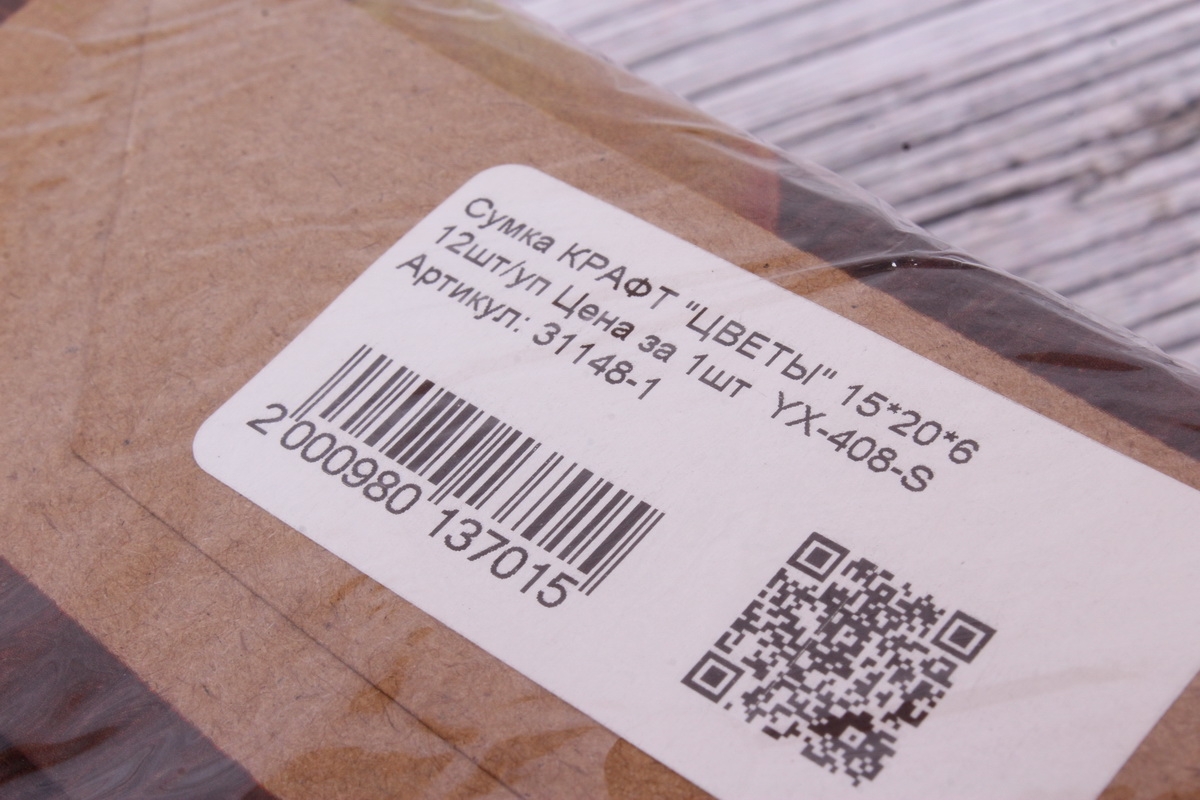 Сумка КРАФТ "ЦВЕТЫ" 15*20*6
12шт/уп Цена за 1шт YX-408-S
Артикул: 31148-1
2 000980 137015